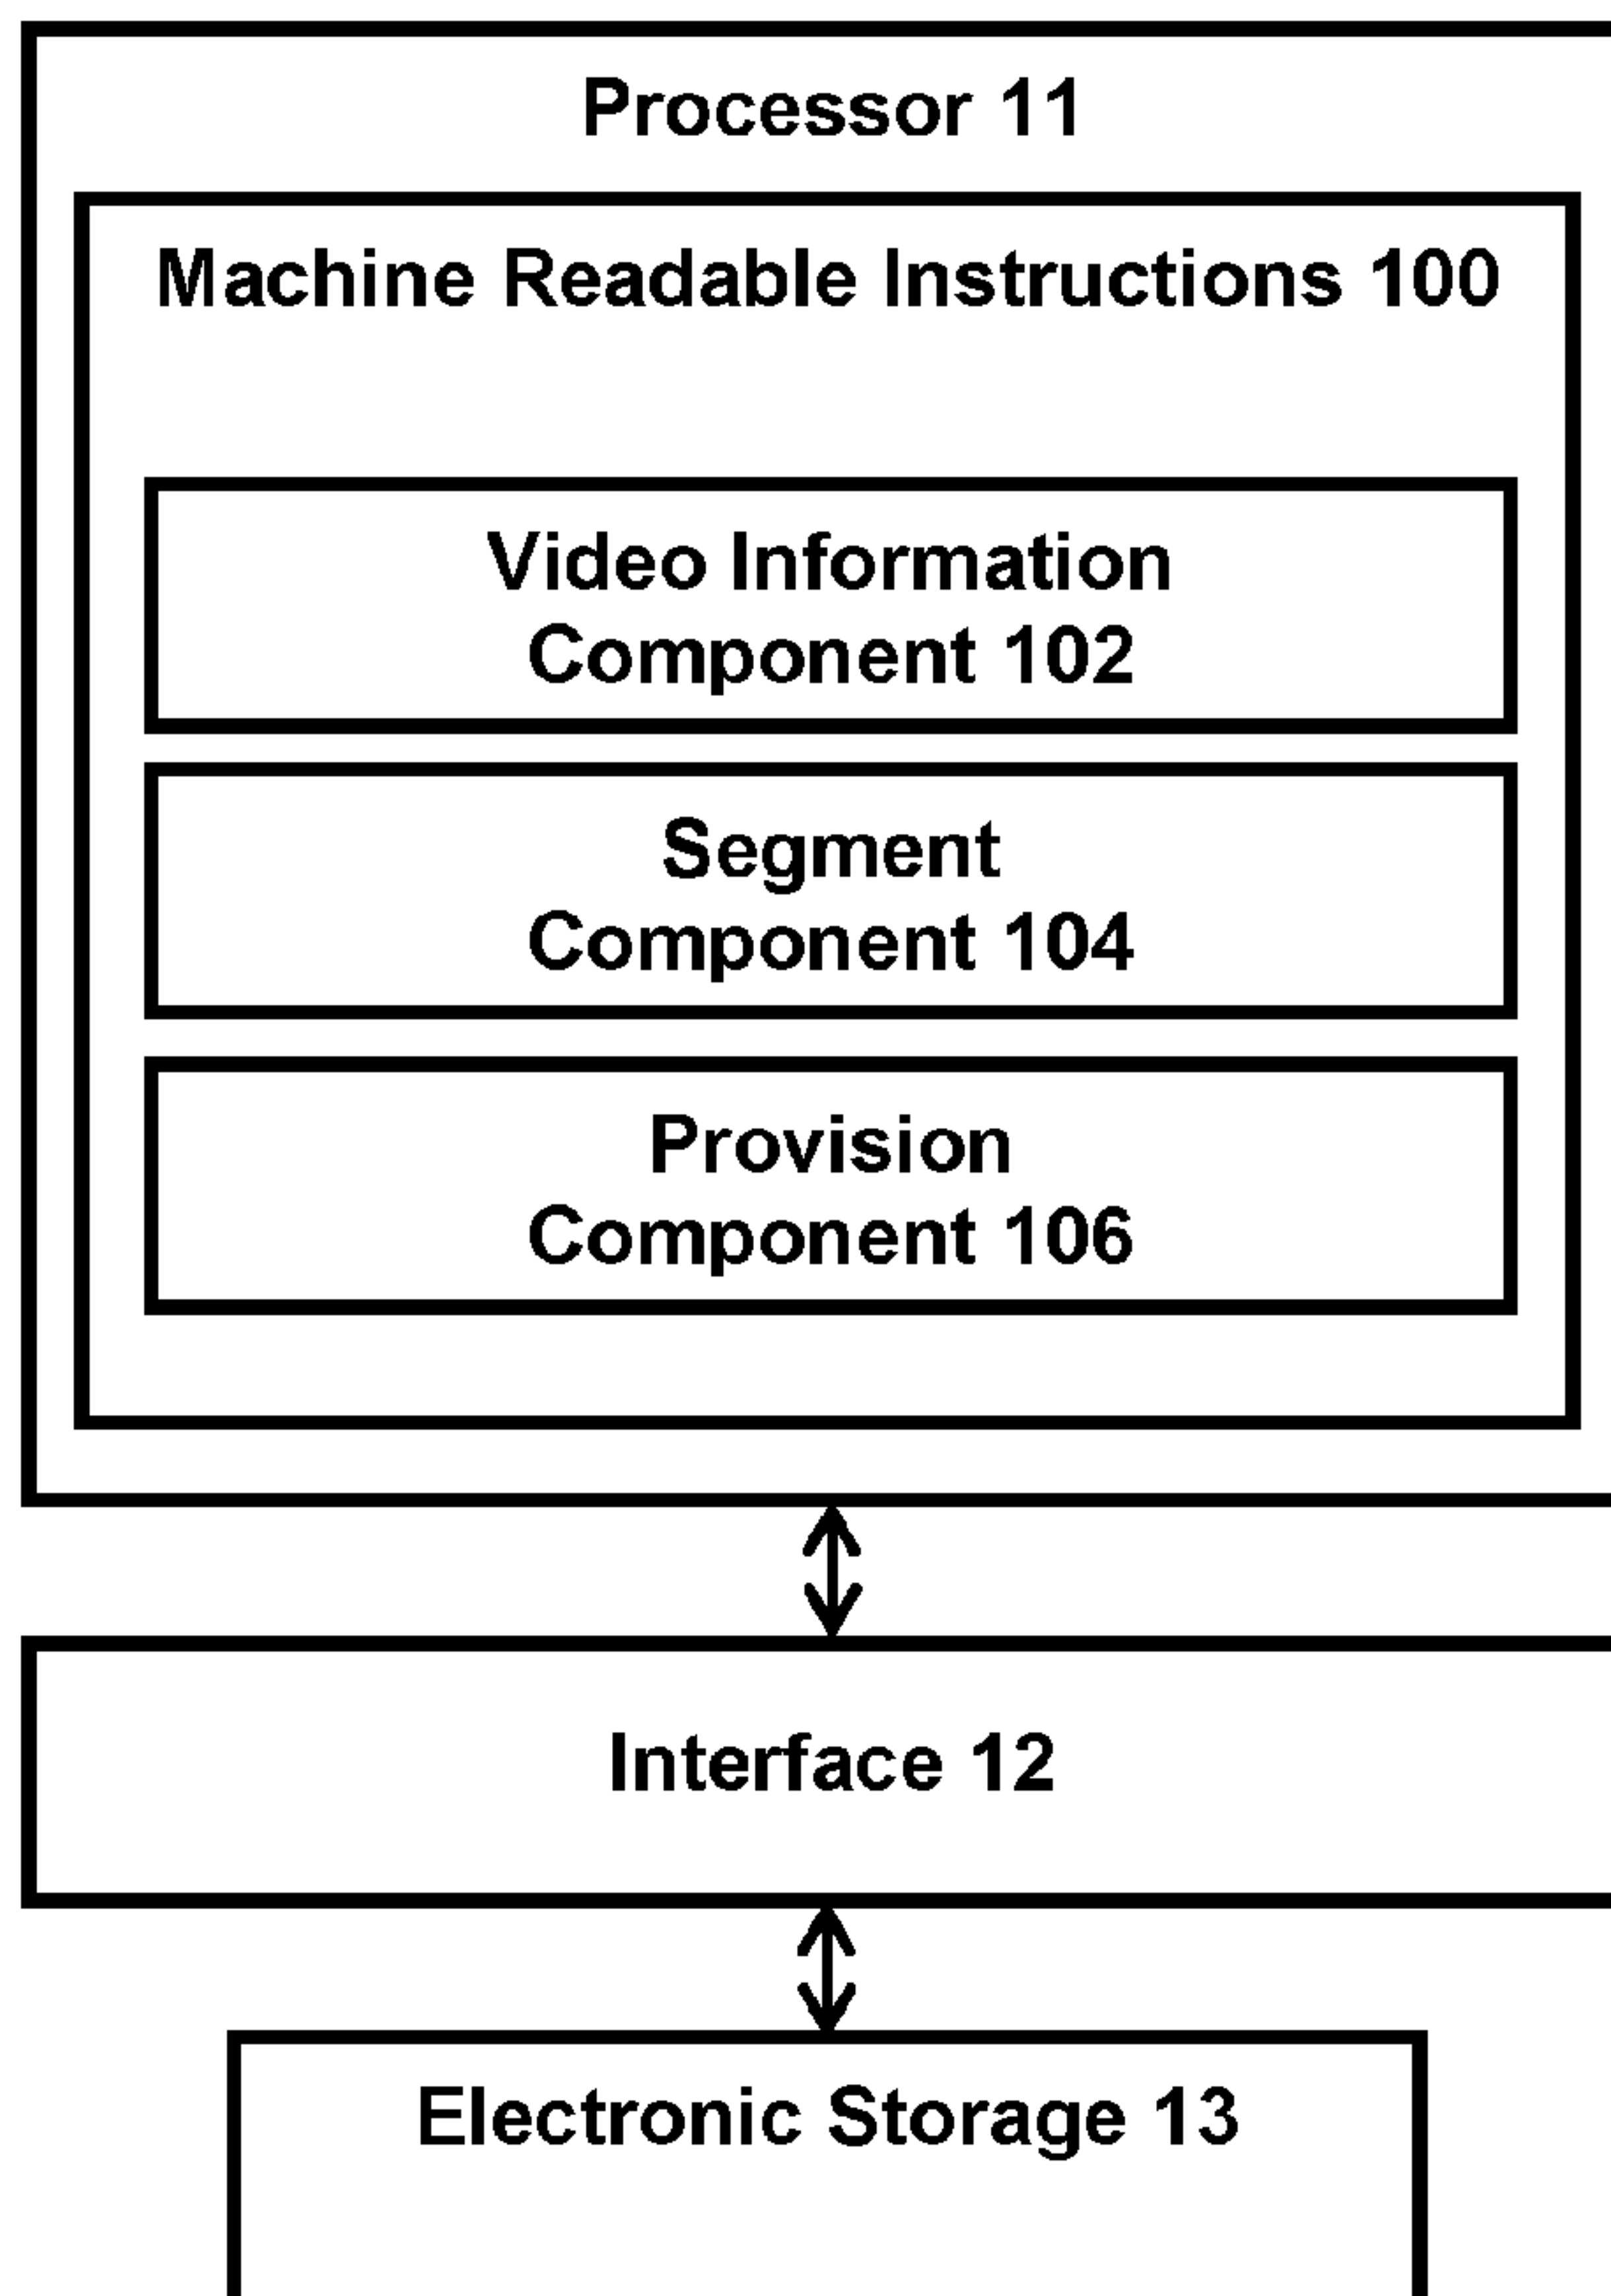 Processor 11
Machine Readable Instructions 100
Video Information
Component 102
Segment
Component 104
Provision
Component 106
Interface 12
Electronic Storage 13